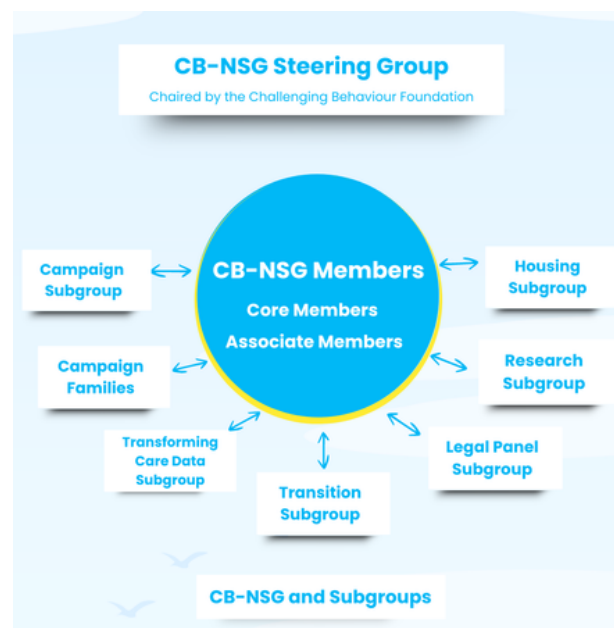 CB-NSG Steering Group
Chaired by the Challenging Behaviour Foundation
CB-NSG Members
Core Members
Associate Members
Campaign
Subgroup
Campaign
Families
Transforming
Care Data
Subgroup
Transition
Subgroup
Legal Panel
Subgroup
Research
Subgroup
Housing
Subgroup
CB-NSG and Subgroups